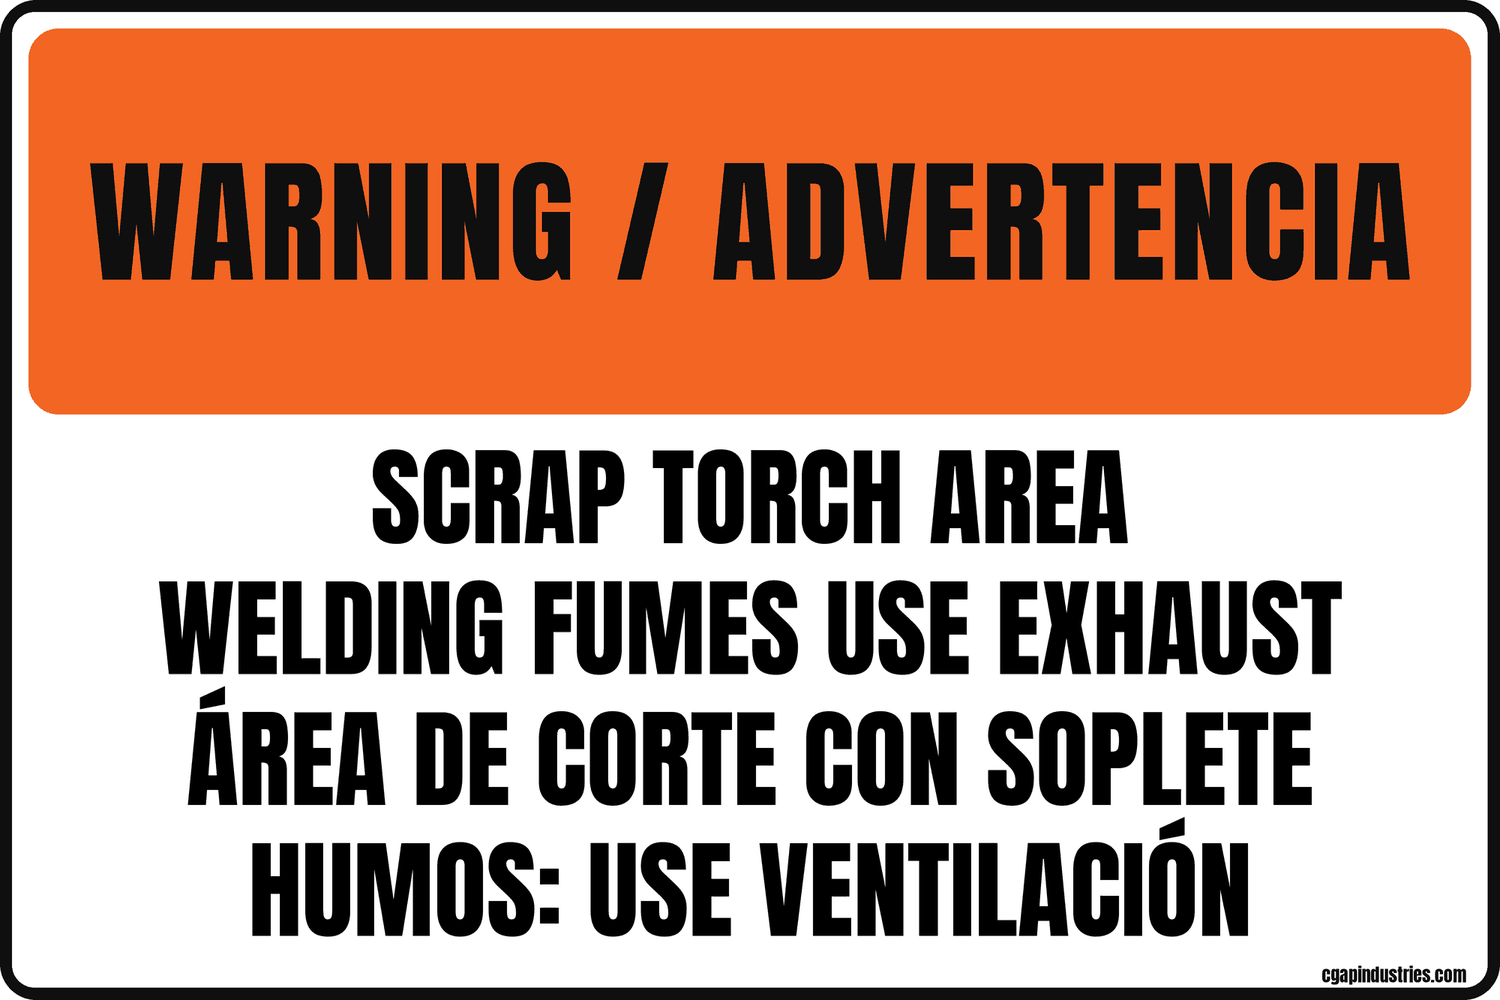 WARNING / ADVERTENCIA
SCRAP TORCH AREA
WELDING FUMES USE EXHAUST
ÁREA DE CORTE CON SOPLETE
HUMOS: USE VENTILACIÓN
cgapindustries.com